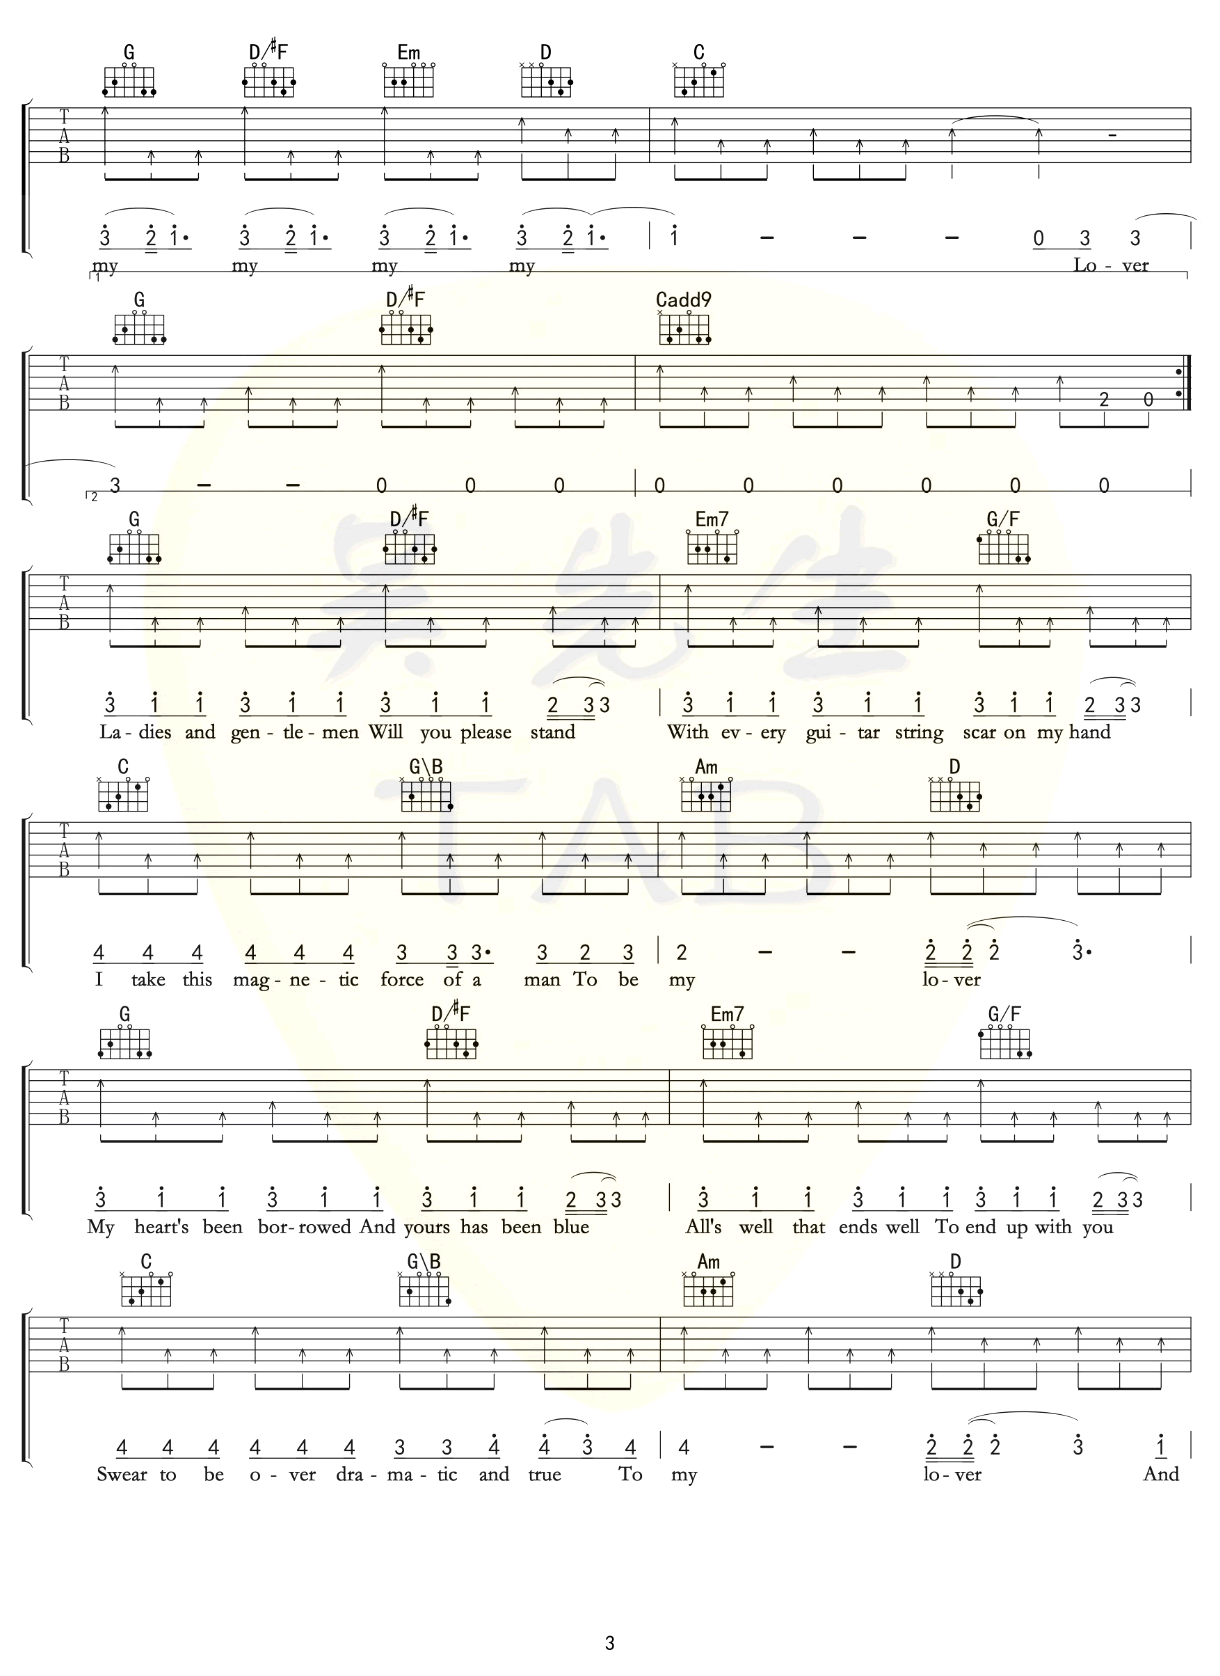 G D/#F Em D C
T A B
3 2 1· 3 2 1· 3 2 1· 3 2 1· 1 – – – 0 3 3
my my my my Lo - ver
1
G D/#F Cadd9
T A B 2 0
3 – – 0 0 0 0 0 0 0 0 0
2
G D/#F Em7 G/F
T A B
3 1 1 3 1 1 3 1 1 2 3 3 3 1 1 3 1 1 3 1 1 2 3 3
La - dies and gen - tle - men Will you please stand With ev - ery gui - tar string scar on my hand
C G\B Am D
T A B
4 4 4 4 4 4 3 3 3· 3 2 3 2 – – 2 2 2 3·
I take this mag - ne - tic force of a man To be my lo - ver
G D/#F Em7 G/F
T A B
3 1 1 3 1 1 3 1 1 2 3 3 3 1 1 3 1 1 3 1 1 2 3 3
My heart's been bor - rowed And yours has been blue All's well that ends well To end up with you
C G\B Am D
T A B
4 4 4 4 4 4 3 3 4 4 3 4 4 – – 2 2 2 3 1
Swear to be o - ver dra - ma - tic and true To my lo - ver And
吴先生
TAB
3